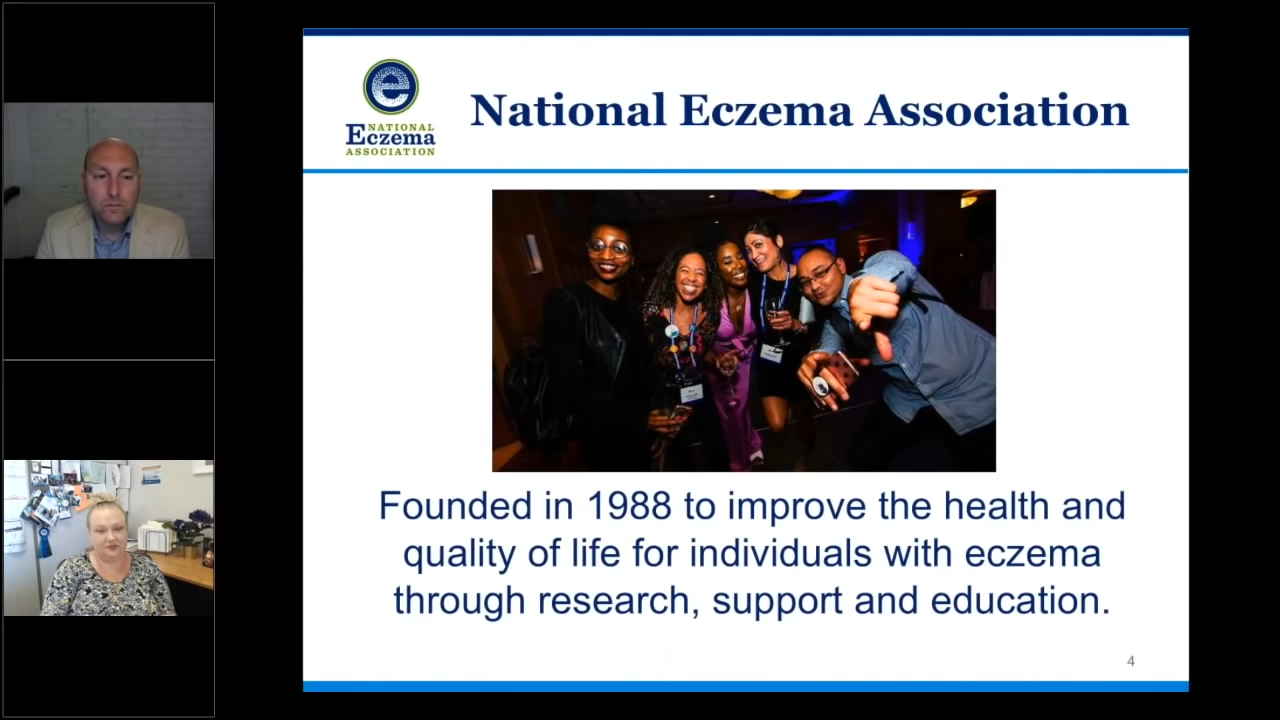 NATIONAL
Eczema
ASSOCIATION
National Eczema Association
Founded in 1988 to improve the health and
quality of life for individuals with eczema
through research, support and education.
4